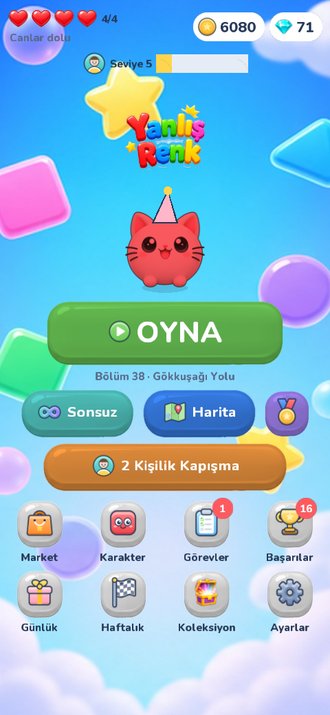 4/4
6080
71
Canlar dolu
Seviye 5
Yanlış
Renk
OYNA
Bölüm 38 · Gökkuşağı Yolu
Sonsuz
Harita
2 Kişilik Kapışma
1
16
Market
Karakter
Görevler
Başarılar
Günlük
Haftalık
Koleksiyon
Ayarlar